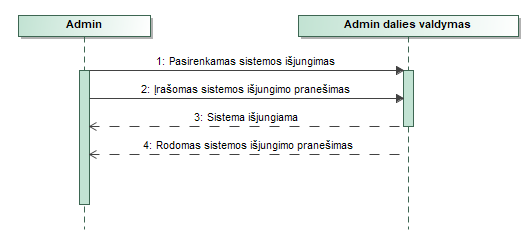 Admin
Admin dalies valdymas
1: Pasirenkamas sistemos išjungimas
2: Įrašomas sistemos išjungimo pranešimas
3: Sistema išjungiama
4: Rodomas sistemos išjungimo pranešimas